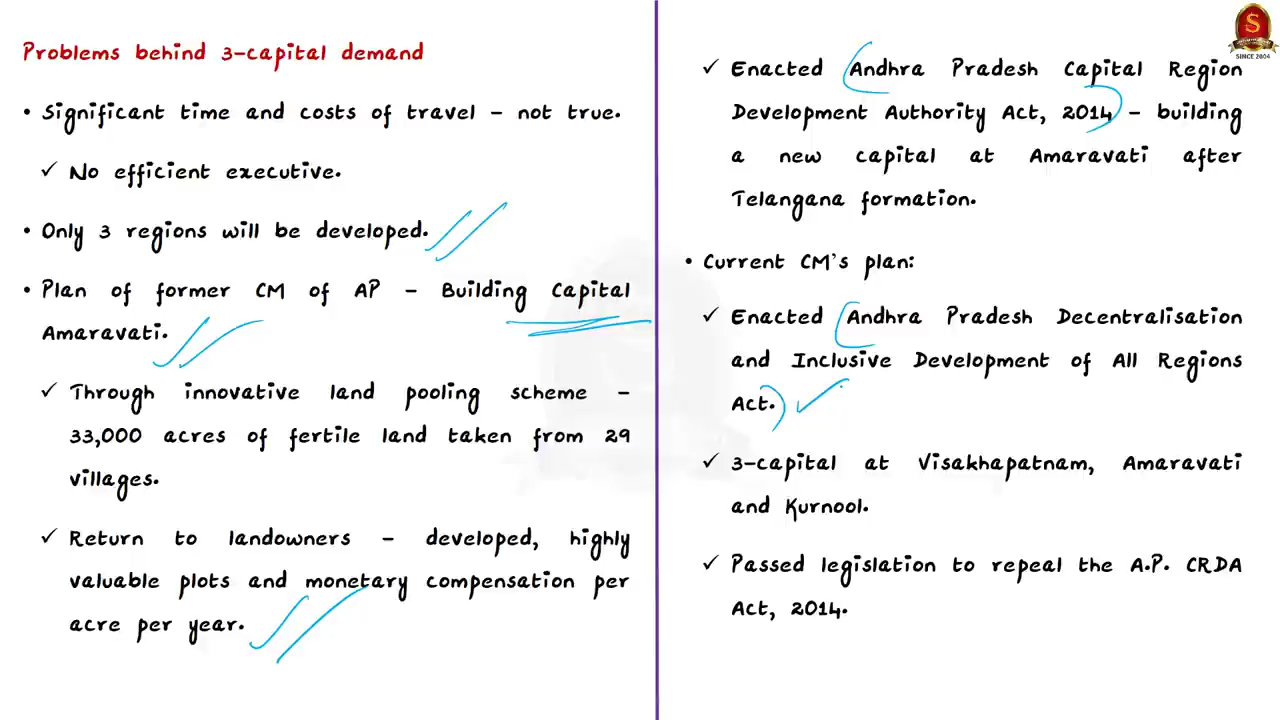 Problems behind 3-capital demand
• Significant time and costs of travel – not true.
✓ No efficient executive.
• Only 3 regions will be developed.
• Plan of former CM of AP – Building Capital
Amaravati.
✓ Through innovative land pooling scheme –
33,000 acres of fertile land taken from 29
villages.
✓ Return to landowners – developed, highly
valuable plots and monetary compensation per
acre per year.
✓ Enacted Andhra Pradesh Capital Region
Development Authority Act, 2014 – building
a new capital at Amaravati after
Telangana formation.
• Current CM's plan:
✓ Enacted Andhra Pradesh Decentralisation
and Inclusive Development of All Regions
Act.
✓ 3-capital at Visakhapatnam, Amaravati
and Kurnool.
✓ Passed legislation to repeal the A.P. CRDA
Act, 2014.
S
SINCE 2004